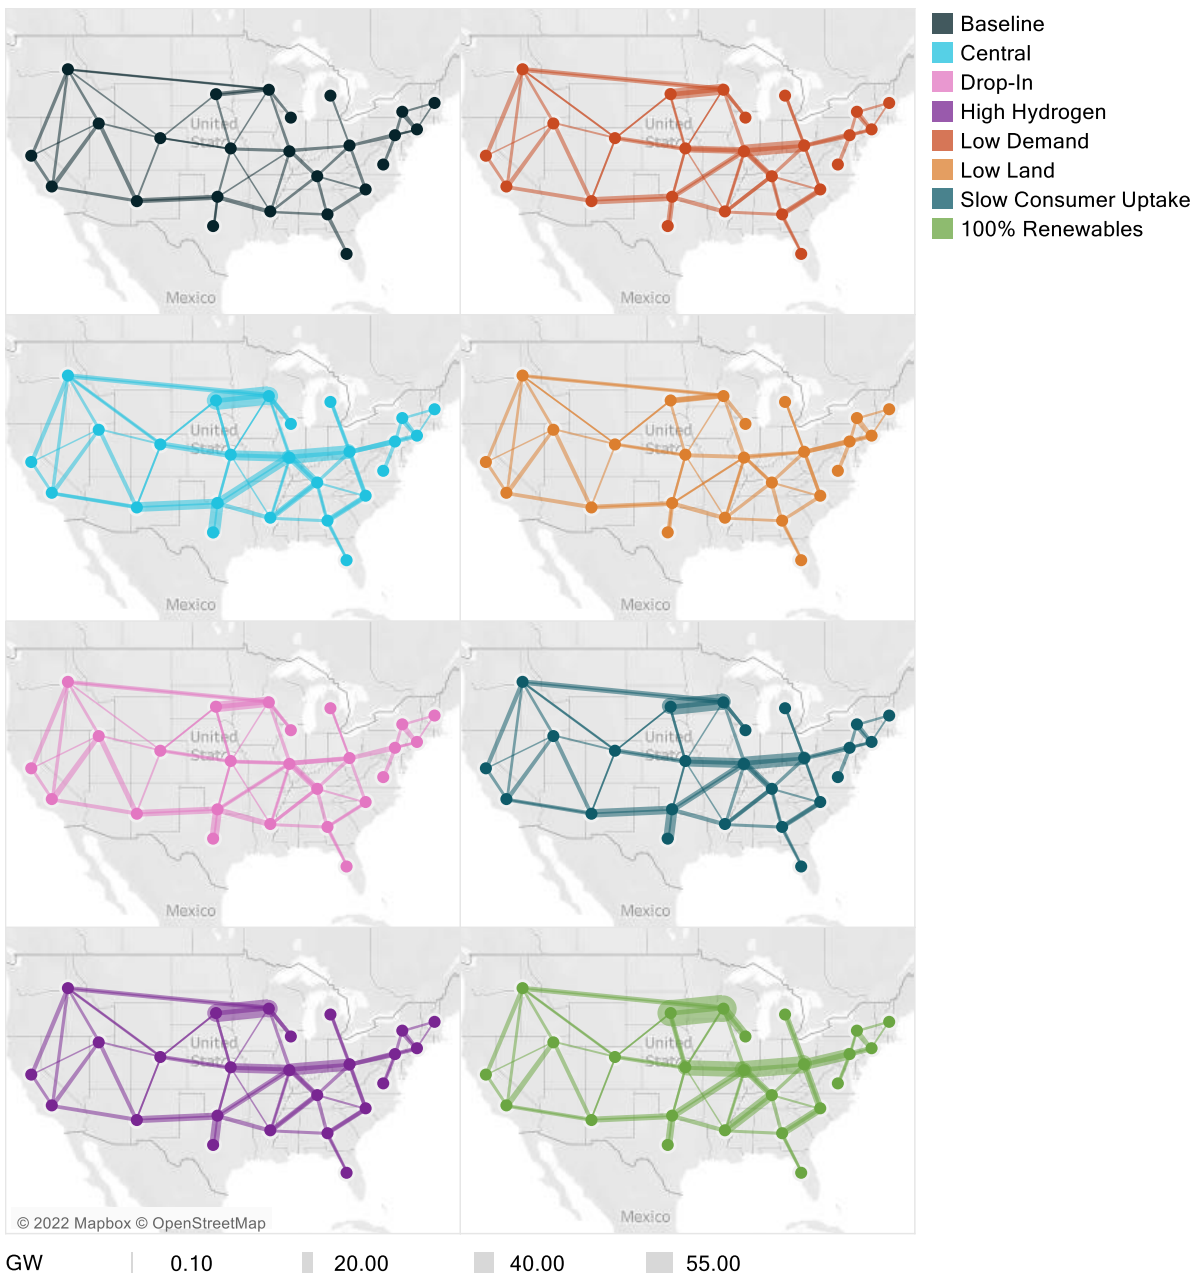 Baseline
Central
Drop-In
High Hydrogen
Low Demand
Low Land
Slow Consumer Uptake
100% Renewables
United
States
United
States
Mexico
Mexico
United
States
United
States
Mexico
Mexico
United
States
United
States
Mexico
Mexico
United
States
United
States
Mexico
© 2022 Mapbox © OpenStreetMap
GW 0.10 20.00 40.00 55.00